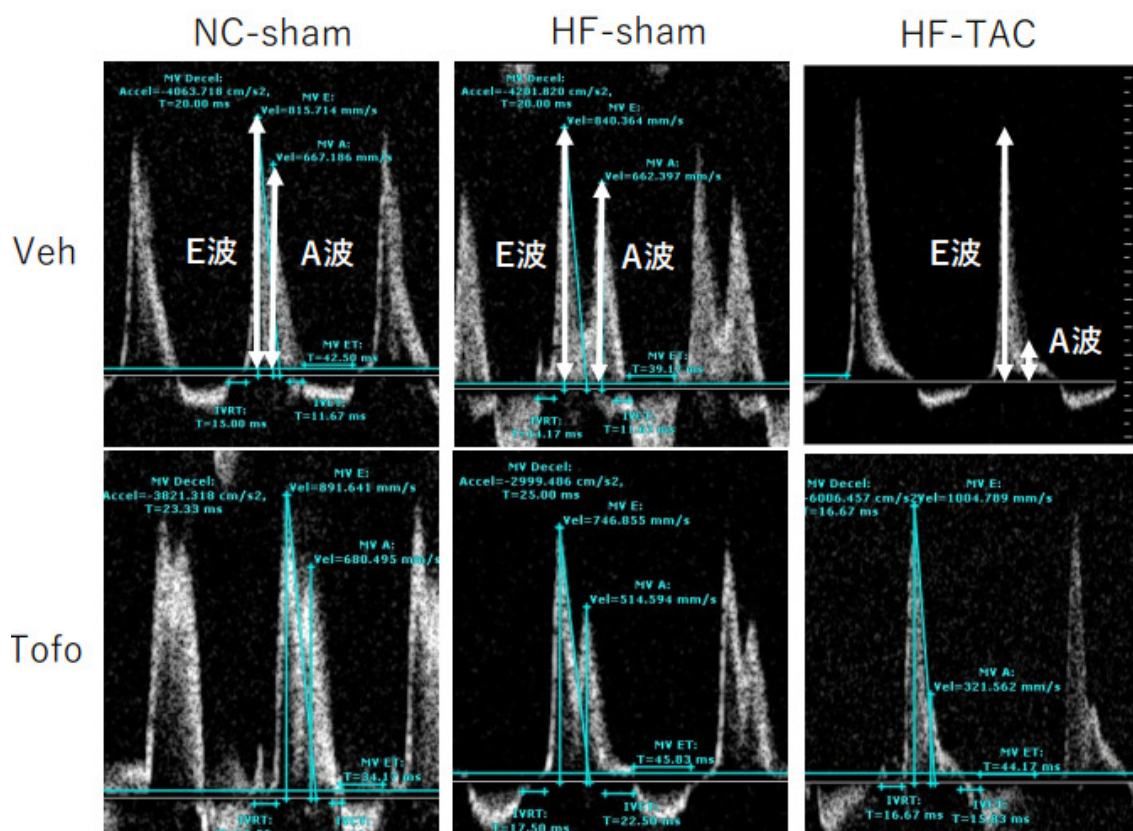 NC-sham
HF-sham
HF-TAC
Veh
MV Decel:
Accel=-4063.718 cm/s2,
T=20.00 ms
MV E:
Vel=815.714 mm/s
MV A:
Vel=667.186 mm/s
E波
A波
MV ET:
T=42.50 ms
IVRT:
T=15.00 ms
IVCT:
T=11.67 ms
MV Decel:
Accel=-4201.820 cm/s2,
T=20.00 ms
MV E:
Vel=840.364 mm/s
MV A:
Vel=662.397 mm/s
E波
A波
MV ET:
IVRT:
E波
A波
Tofo
MV Decel:
Accel=-3821.318 cm/s2,
T=23.33 ms
MV E:
Vel=891.641 mm/s
MV A:
Vel=680.495 mm/s
MV ET:
IVRT:
MV Decel:
Accel=-2999.486 cm/s2,
T=25.00 ms
MV E:
Vel=746.855 mm/s
MV A:
Vel=514.594 mm/s
MV ET:
T=45.83 ms
IVRT:
T=17.50 ms
IVCT:
T=22.50 ms
MV Decel:
-6006.457 cm/s2
T=16.67 ms
MV E:
Vel=1004.789 mm/s
MV A:
Vel=321.562 mm/s
MV ET:
T=44.17 ms
IVRT:
T=16.67 ms
IVCT:
T=15.83 ms